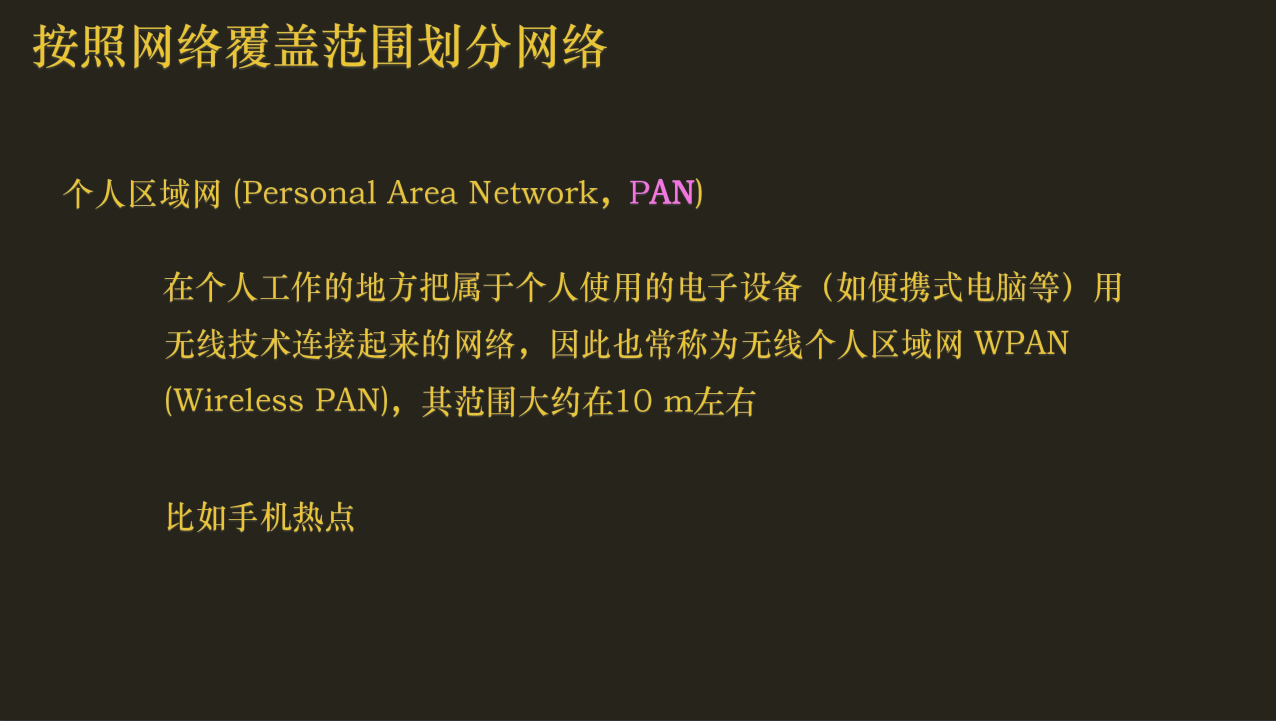 按照网络覆盖范围划分网络
个人区域网 (Personal Area Network，PAN)
在个人工作的地方把属于个人使用的电子设备（如便携式电脑等）用
无线技术连接起来的网络，因此也常称为无线个人区域网 WPAN
(Wireless PAN)，其范围大约在10 m左右
比如手机热点